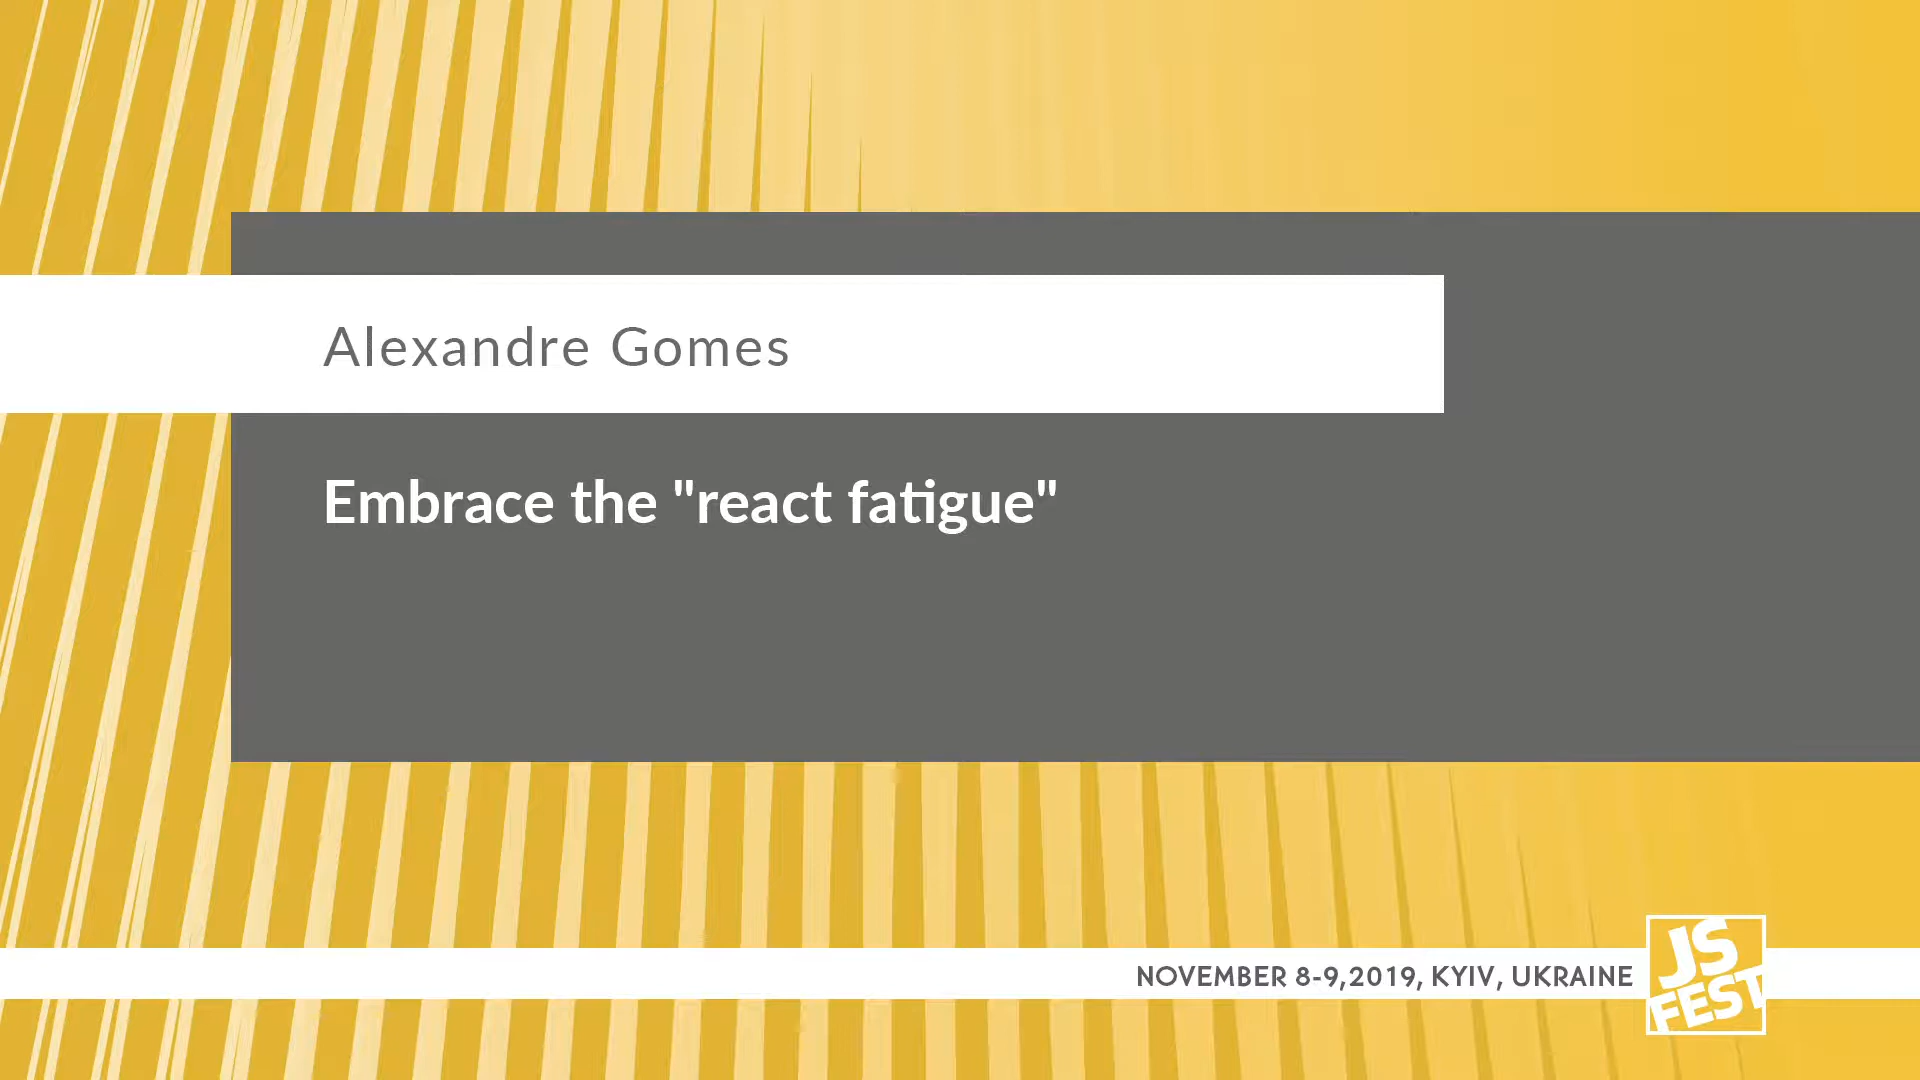 Alexandre Gomes
Embrace the "react fatigue"
NOVEMBER 8-9,2019, KYIV, UKRAINE
JS
FEST